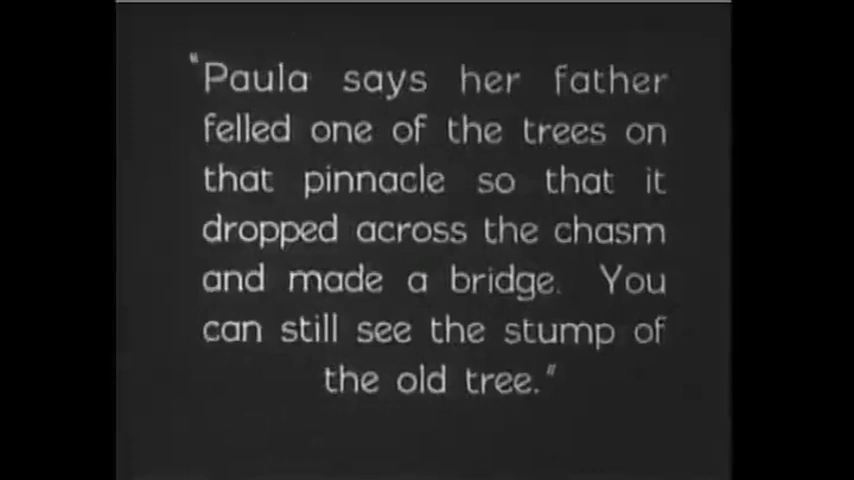 "Paula says her father
felled one of the trees on
that pinnacle so that it
dropped across the chasm
and made a bridge. You
can still see the stump of
the old tree."